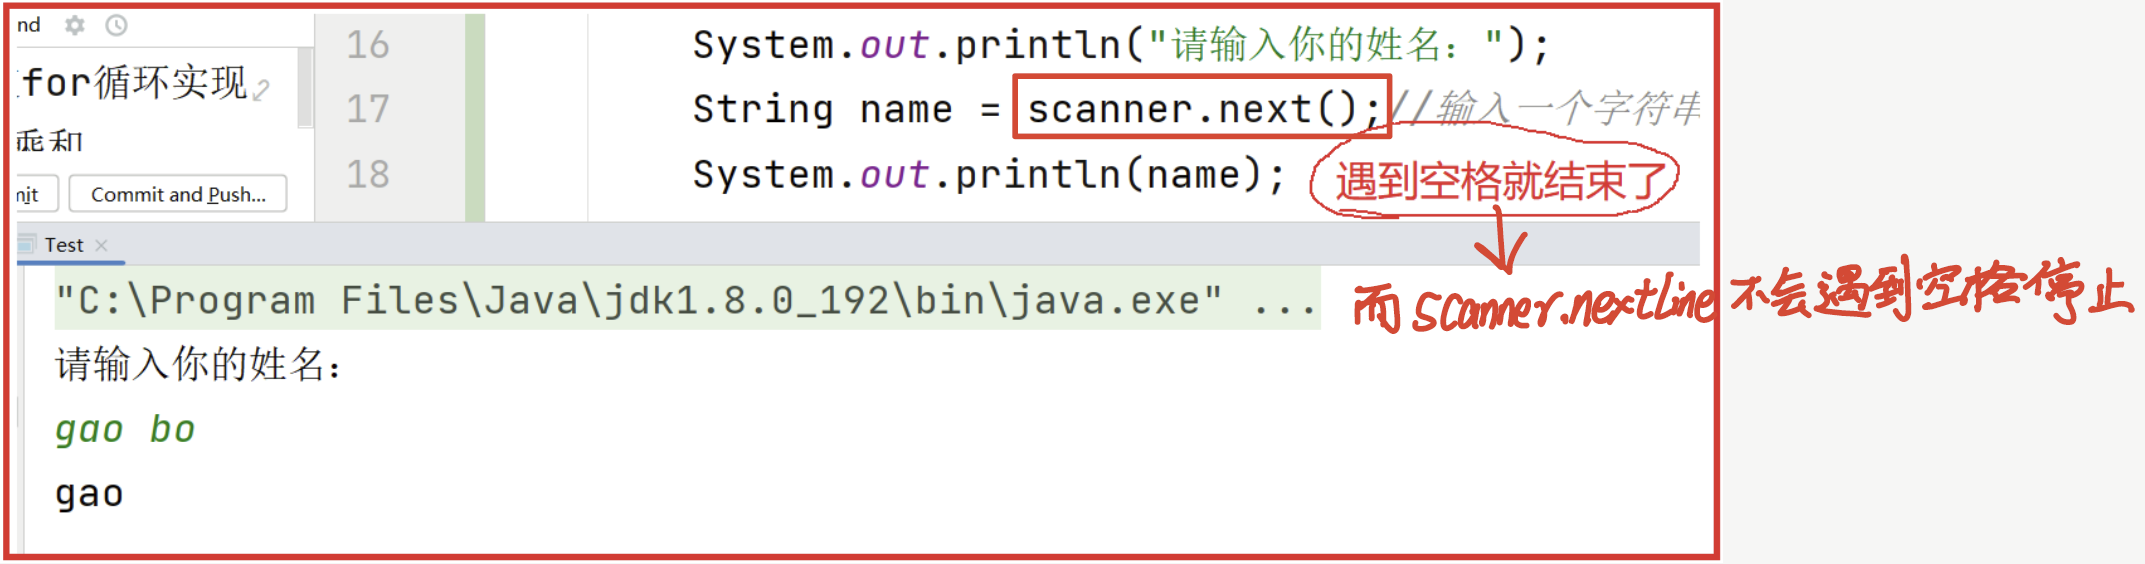 nd
for循环实现
乘和
16 System.out.println("请输入你的姓名：");
17 String name = scanner.next();//输入一个字符串
18 System.out.println(name);
遇到空格就结束了
mit Commit and Push...
Test ×
"C:\Program Files\Java\jdk1.8.0_192\bin\java.exe" ...
而 scanner.nextLine 不会遇到空格停止
请输入你的姓名：
gao bo
gao